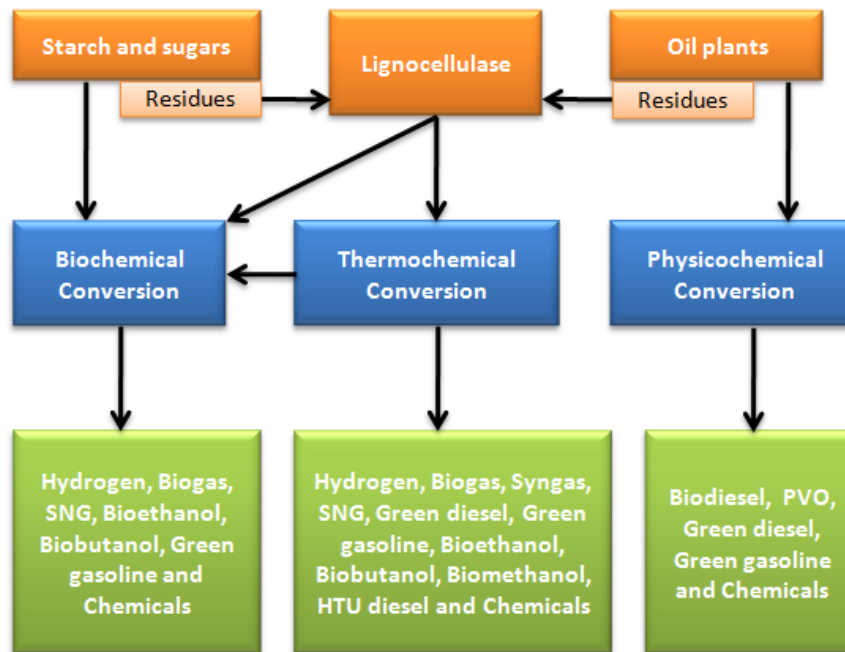 Starch and sugars
Lignocellulase
Oil plants
Residues
Residues
Biochemical
Conversion
Thermochemical
Conversion
Physicochemical
Conversion
Hydrogen, Biogas,
SNG, Bioethanol,
Biobutanol, Green
gasoline and
Chemicals
Hydrogen, Biogas, Syngas,
SNG, Green diesel, Green
gasoline, Bioethanol,
Biobutanol, Biomethanol,
HTU diesel and Chemicals
Biodiesel, PVO,
Green diesel,
Green gasoline
and Chemicals